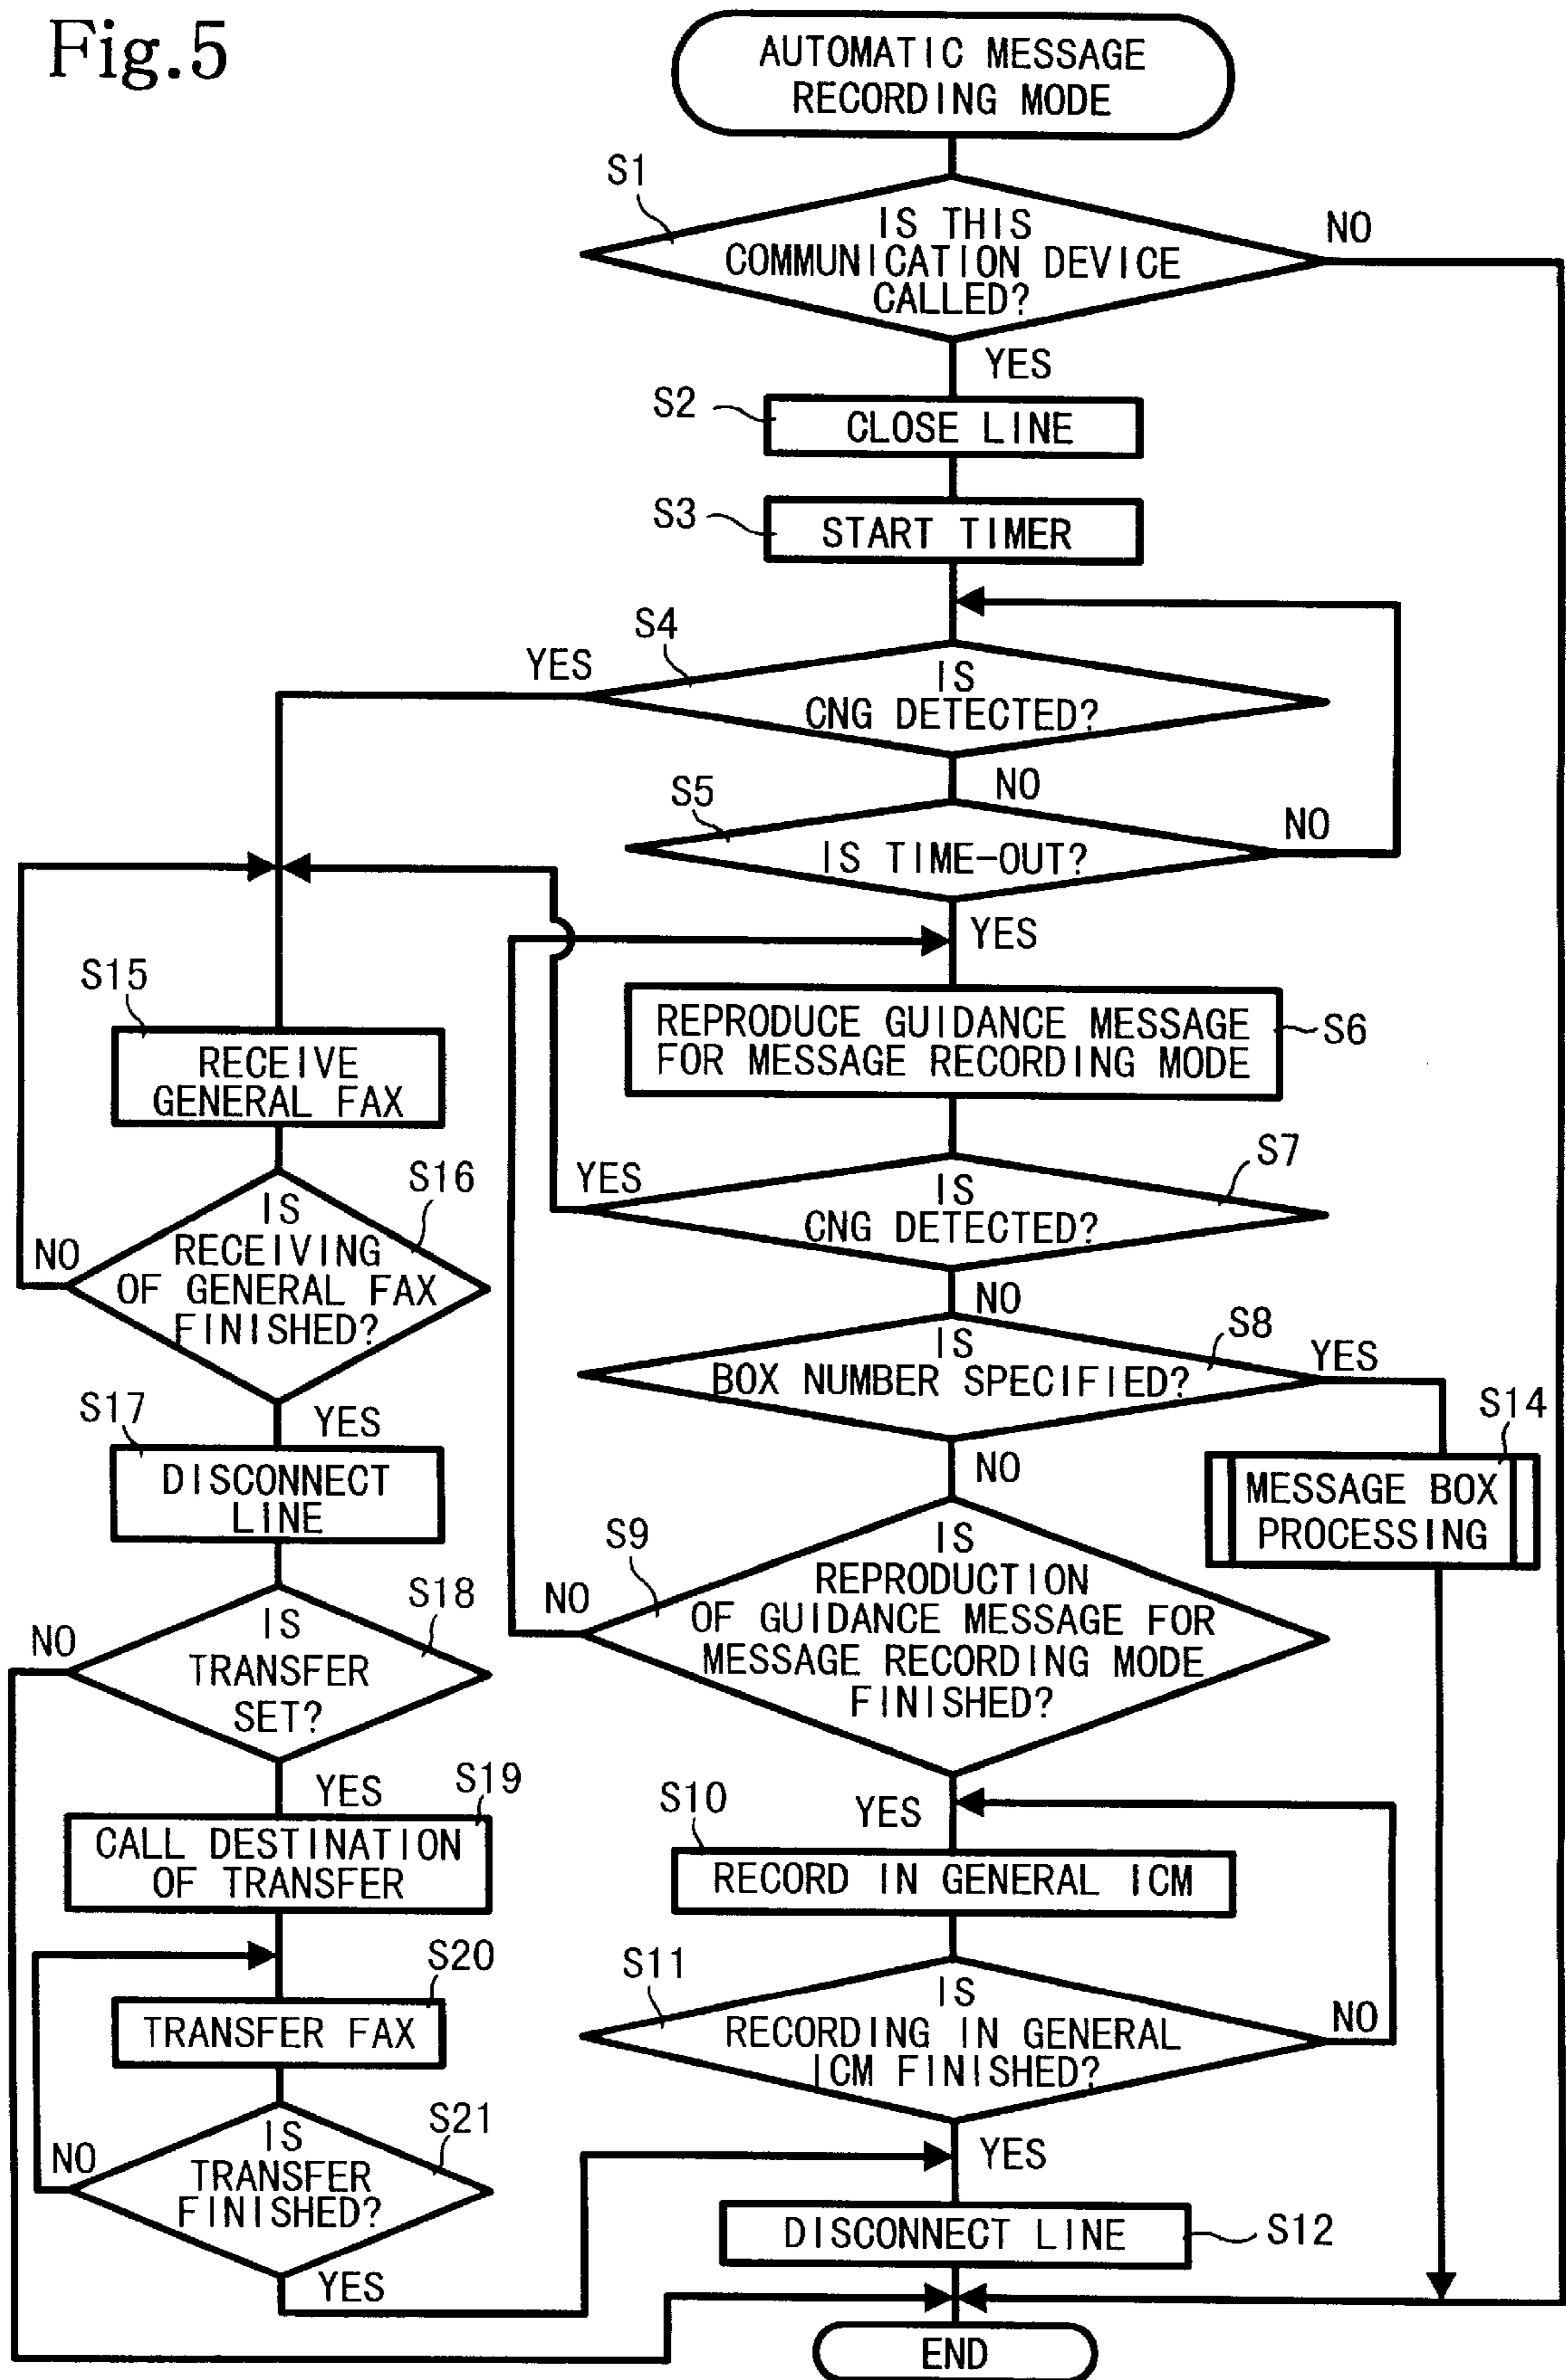 Fig.5
AUTOMATIC MESSAGE
RECORDING MODE
S1
IS THIS
COMMUNICATION DEVICE
CALLED?
NO
YES
S2
CLOSE LINE
S3
START TIMER
S4
YES
IS
CNG DETECTED?
NO
S5
IS TIME-OUT?
NO
YES
S6
REPRODUCE GUIDANCE MESSAGE
FOR MESSAGE RECORDING MODE
S7
YES
IS
CNG DETECTED?
NO
S8
IS
BOX NUMBER SPECIFIED?
YES
NO
S14
MESSAGE BOX
PROCESSING
S9
NO
IS
REPRODUCTION
OF GUIDANCE MESSAGE FOR
MESSAGE RECORDING MODE
FINISHED?
YES
S10
RECORD IN GENERAL ICM
S11
IS
RECORDING IN GENERAL
ICM FINISHED?
NO
YES
DISCONNECT LINE
S12
END
S15
RECEIVE
GENERAL FAX
S16
NO
IS
RECEIVING
OF GENERAL FAX
FINISHED?
YES
S17
DISCONNECT
LINE
S18
NO
IS
TRANSFER
SET?
YES
S19
CALL DESTINATION
OF TRANSFER
S20
TRANSFER FAX
S21
NO
IS
TRANSFER
FINISHED?
YES